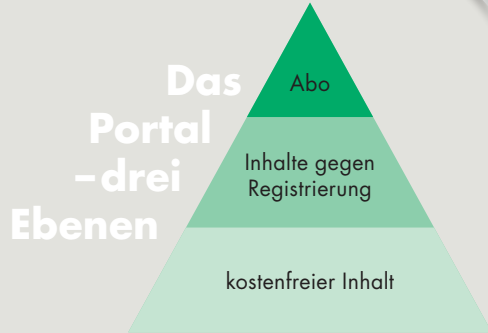 Das
Portal
– drei
Ebenen
Abo
Inhalte gegen
Registrierung
kostenfreier Inhalt